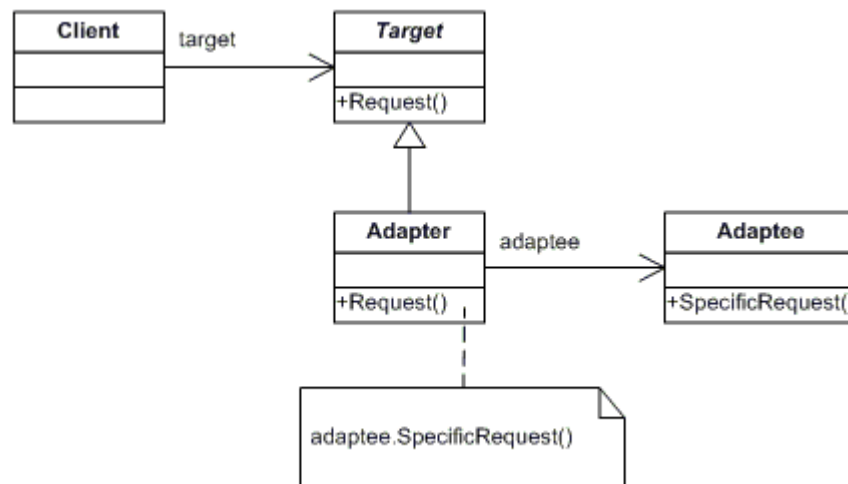 Client
target
Target
+Request()
Adapter
adaptee
Adaptee
+Request()
+SpecificRequest(
adaptee.SpecificRequest()